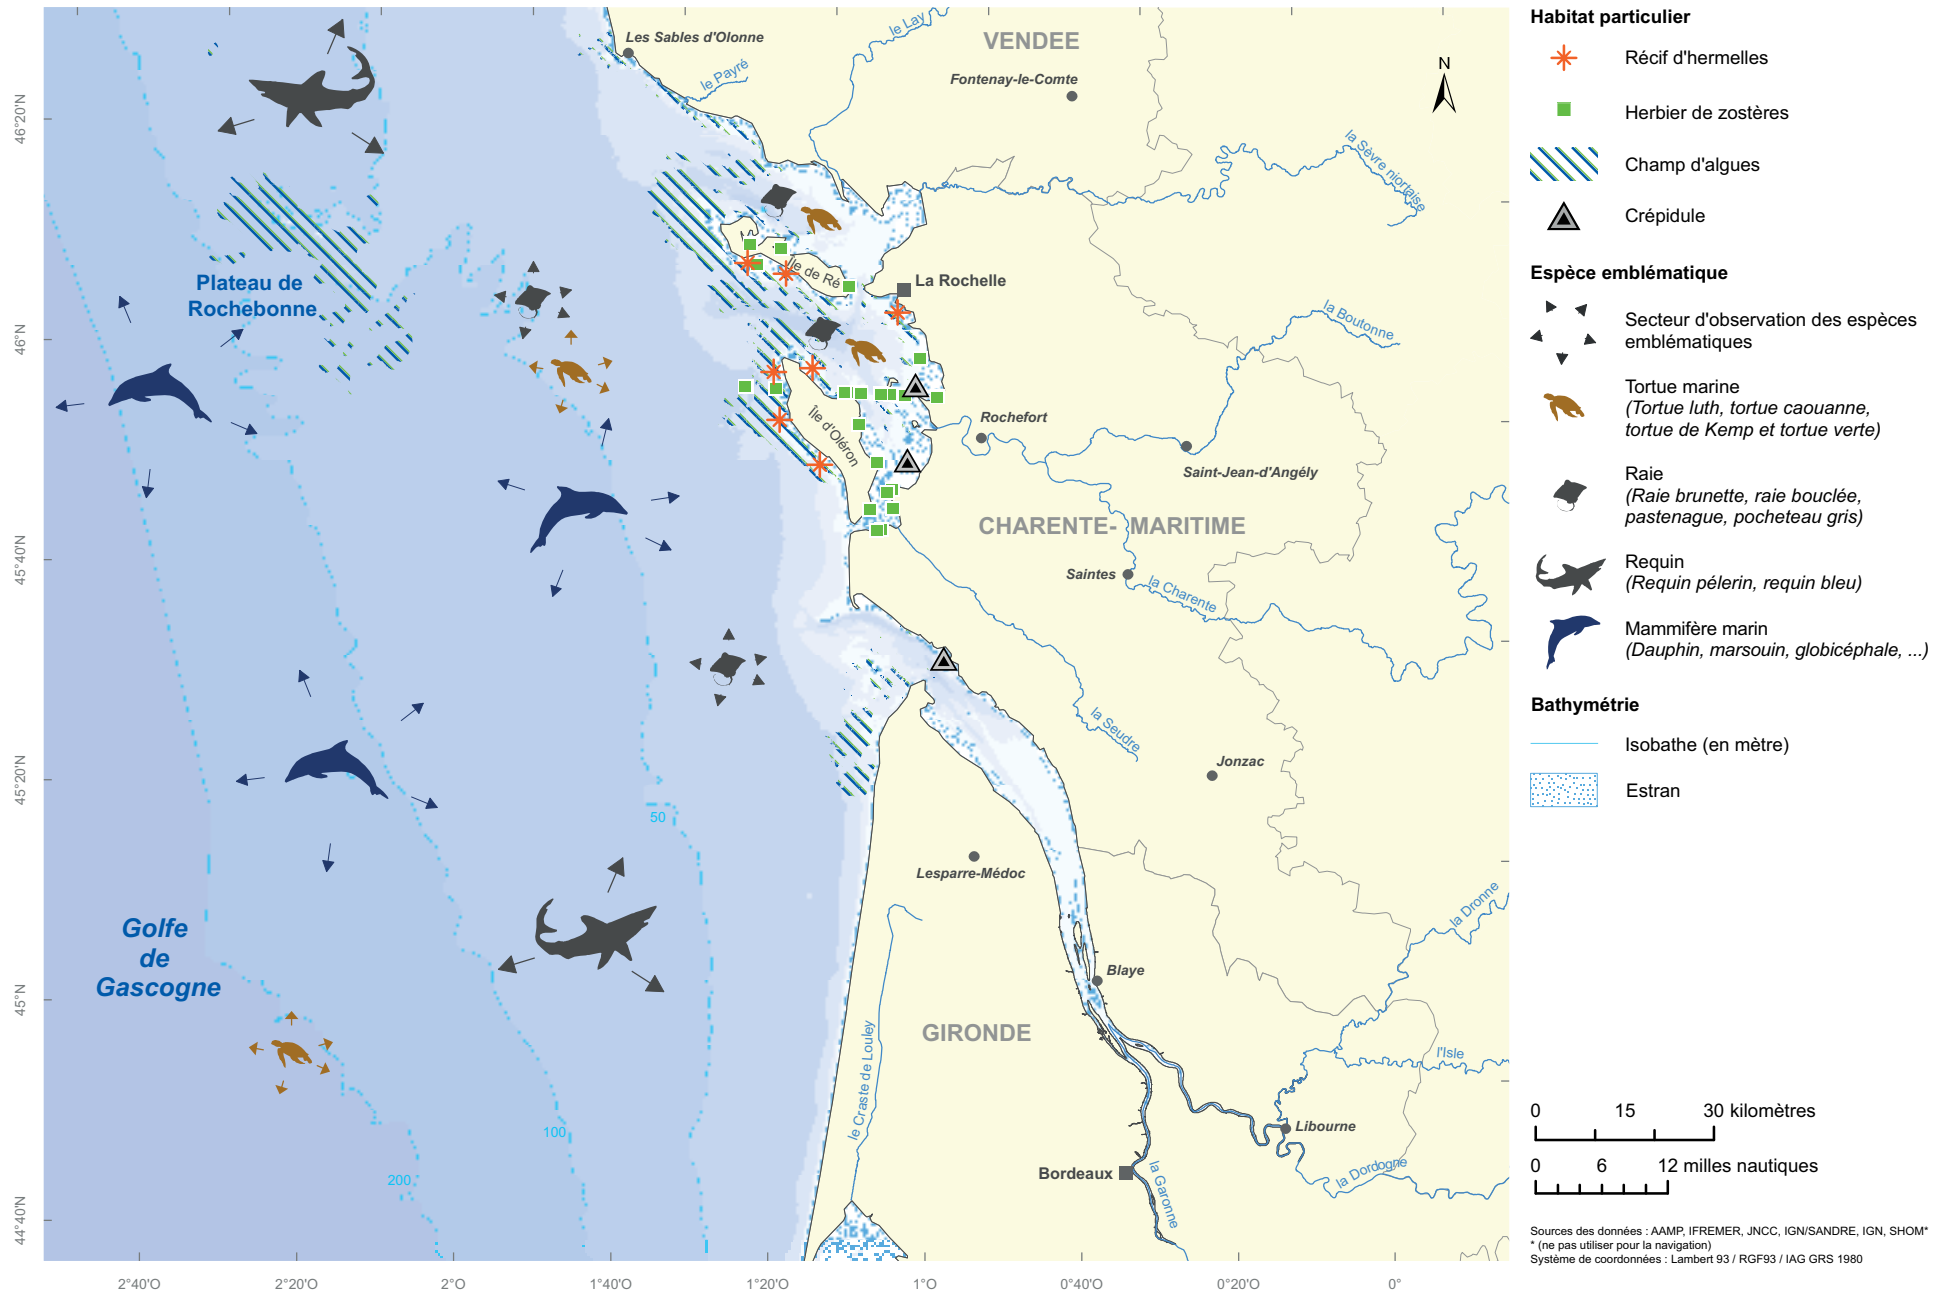 Les Sables d'Olonne
le Payré
le Lay
VENDEE
Fontenay-le-Comte
la Sèvre niortaise
N
Plateau de
Rochebonne
Île de Ré
La Rochelle
la Boutonne
Île d'Oléron
Rochefort
Saint-Jean-d'Angély
CHARENTE- MARITIME
Saintes
la Charente
la Seudre
Jonzac
50
Lesparre-Médoc
la Dronne
Golfe
de
Gascogne
Blaye
GIRONDE
le Craste de Louley
l'Isle
100
Libourne
200
Bordeaux
la Garonne
la Dordogne
46°20'N
46°N
45°40'N
45°20'N
45°N
44°40'N
2°40'O
2°20'O
2°O
1°40'O
1°20'O
1°O
0°40'O
0°20'O
0°
Habitat particulier
Récif d'hermelles
Herbier de zostères
Champ d'algues
Crépidule
Espèce emblématique
Secteur d'observation des espèces
emblématiques
Tortue marine
(Tortue luth, tortue caouanne,
tortue de Kemp et tortue verte)
Raie
(Raie brunette, raie bouclée,
pastenague, pocheteau gris)
Requin
(Requin pélerin, requin bleu)
Mammifère marin
(Dauphin, marsouin, globicéphale, ...)
Bathymétrie
Isobathe (en mètre)
Estran
0 15 30 kilomètres
0 6 12 milles nautiques
Sources des données : AAMP, IFREMER, JNCC, IGN/SANDRE, IGN, SHOM*
* (ne pas utiliser pour la navigation)
Système de coordonnées : Lambert 93 / RGF93 / IAG GRS 1980